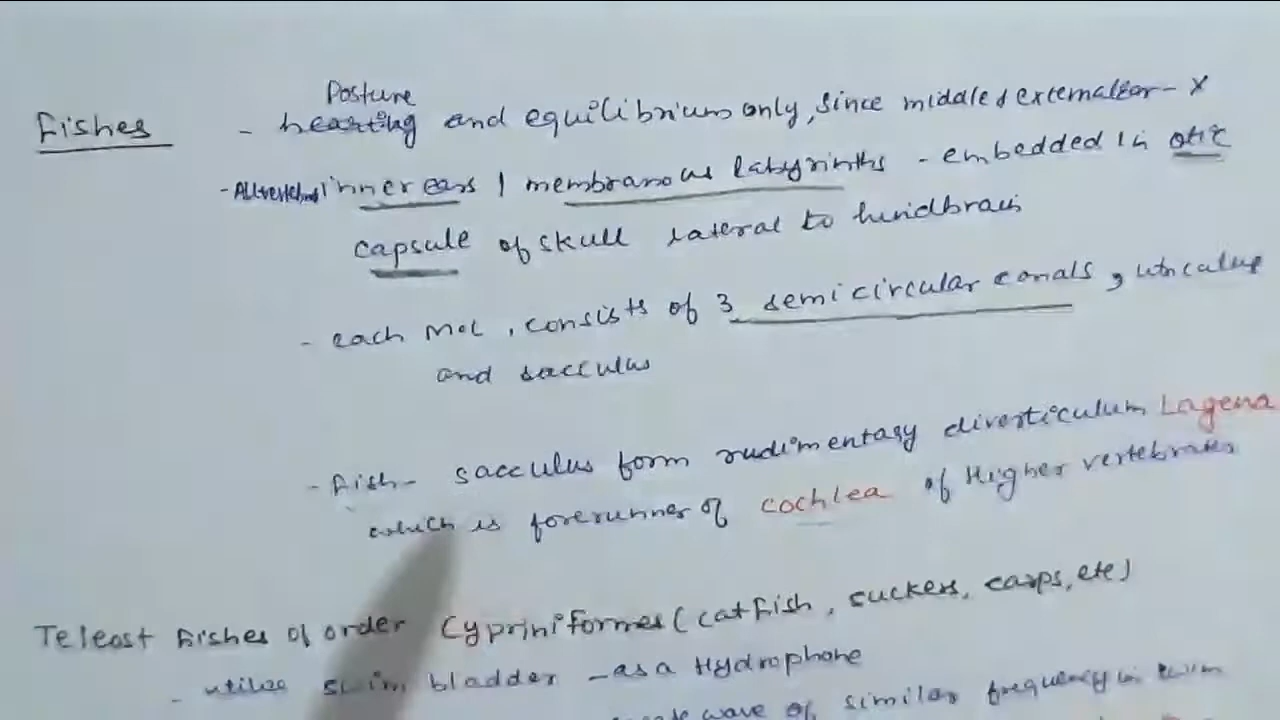 Fishes
Posture
- hearing and equilibrium only, since middle & external ear - x
- All vertebrates inner ears / membranous labyrinths - embedded in otic
capsule of skull lateral to hindbrain
- each mol, consists of 3 semicircular canals, utriculus
and sacculus
- Fish - sacculus form rudimentary diverticulum Lagena
which is forerunner of cochlea of Higher vertebrates
Teleost fishes of order Cypriniformes (catfish, suckers, carps, etc)
- utilize swim bladder - as a Hydrophone
wave of similar frequency in